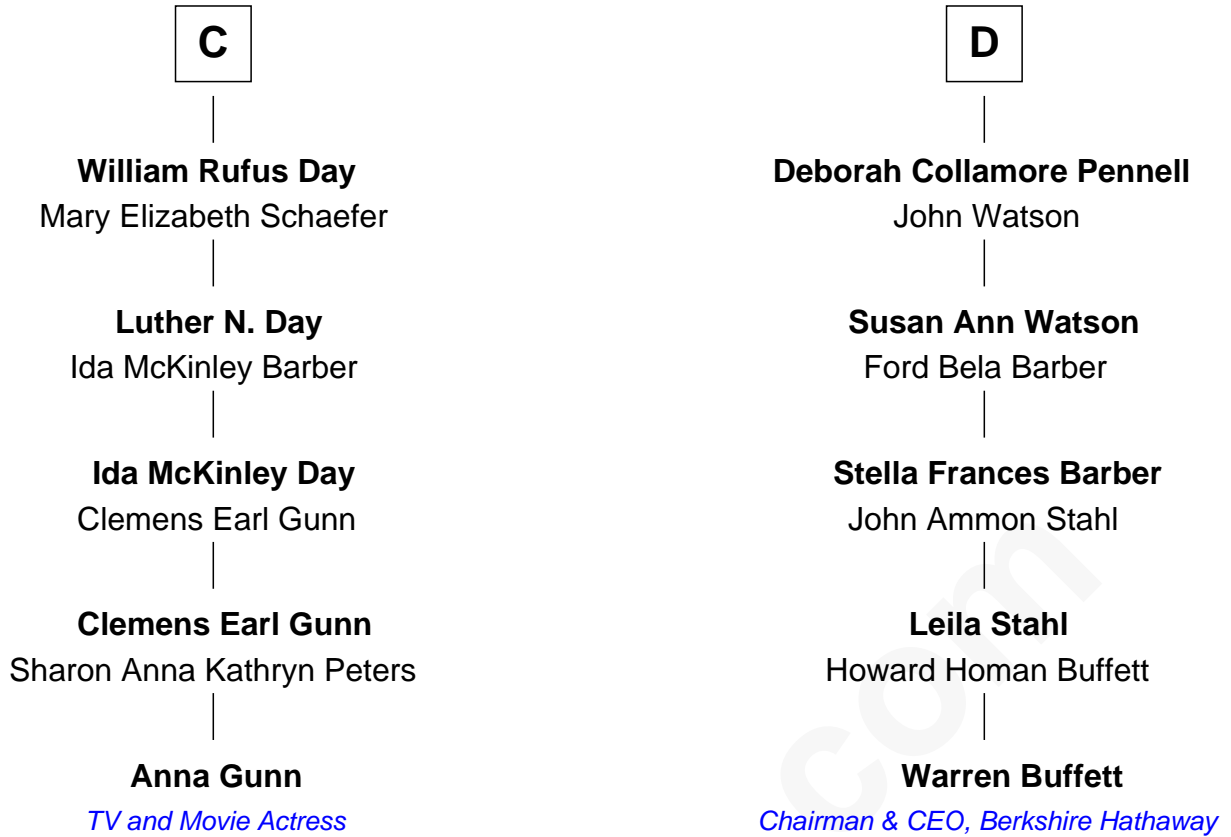 C
William Rufus Day
Mary Elizabeth Schaefer
Luther N. Day
Ida McKinley Barber
Ida McKinley Day
Clemens Earl Gunn
Clemens Earl Gunn
Sharon Anna Kathryn Peters
Anna Gunn
TV and Movie Actress
D
Deborah Collamore Pennell
John Watson
Susan Ann Watson
Ford Bela Barber
Stella Frances Barber
John Ammon Stahl
Leila Stahl
Howard Homan Buffett
Warren Buffett
Chairman & CEO, Berkshire Hathaway
com